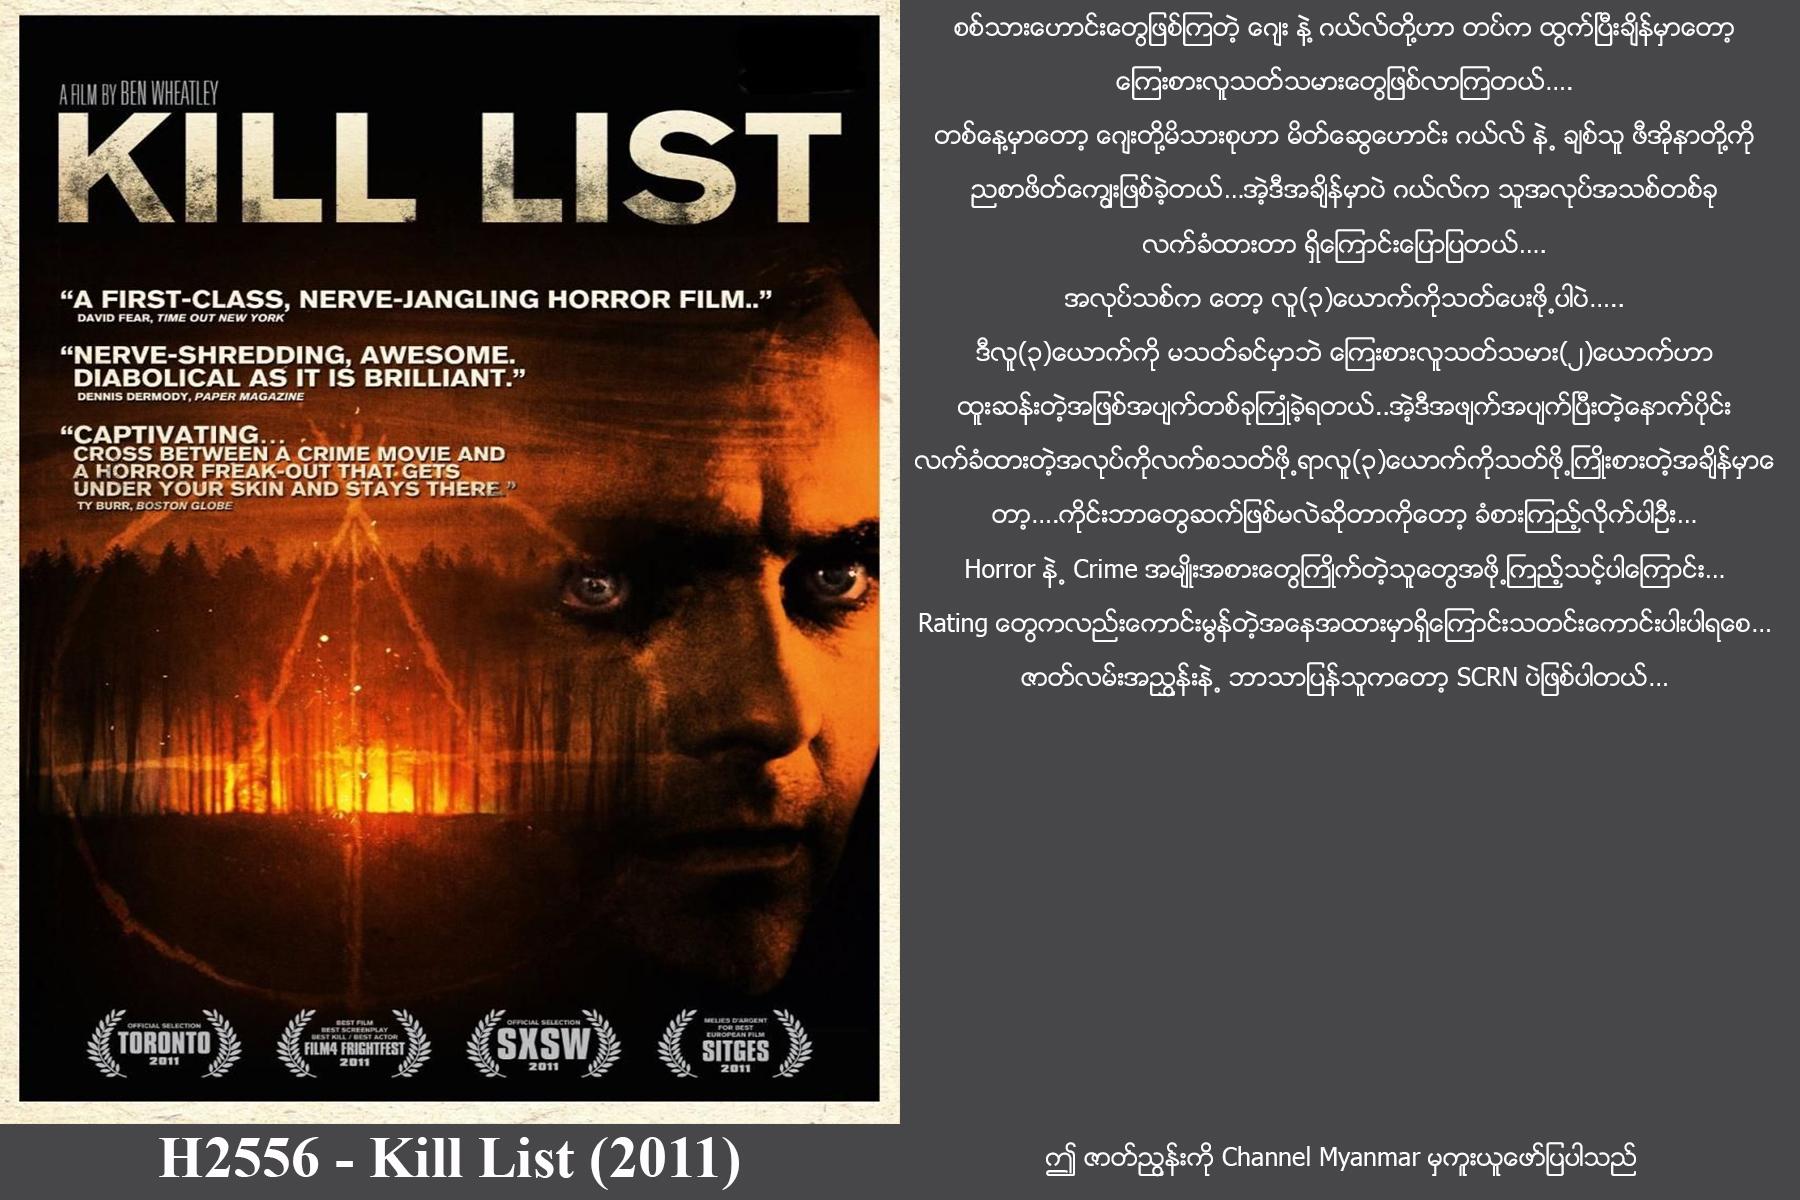 A FILM BY BEN WHEATLEY
KILL LIST
“A FIRST-CLASS, NERVE-JANGLING HORROR FILM..”
DAVID FEAR, TIME OUT NEW YORK
“NERVE-SHREDDING, AWESOME.
DIABOLICAL AS IT IS BRILLIANT.”
DENNIS DERMODY, PAPER MAGAZINE
“CAPTIVATING...
CROSS BETWEEN A CRIME MOVIE AND
A HORROR FREAK-OUT THAT GETS
UNDER YOUR SKIN AND STAYS THERE.”
TY BURR, BOSTON GLOBE
OFFICIAL SELECTION
TORONTO
2011
BEST FILM
BEST SCREENPLAY
BEST KILL / BEST ACTOR
FILM4 FRIGHTFEST
2011
OFFICIAL SELECTION
SXSW
2011
MELIES D'ARGENT
FOR BEST
EUROPEAN FILM
SITGES
2011
H2556 - Kill List (2011)
စစ်သားဟောင်းတွေဖြစ်ကြတဲ့ ဂျေး နဲ့ ဂယ်လ်တို့ဟာ တပ်က ထွက်ပြီးချိန်မှာတော့
ကြေးစားလူသတ်သမားတွေဖြစ်လာကြတယ်....
တစ်နေ့မှာတော့ ဂျေးတို့မိသားစုဟာ မိတ်ဆွေဟောင်း ဂယ်လ် နဲ့ ချစ်သူ ဖီအိုနာတို့ကို
ညစာဖိတ်ကျွေးဖြစ်ခဲ့တယ်...အဲ့ဒီအချိန်မှာပဲ ဂယ်လ်က သူအလုပ်အသစ်တစ်ခု
လက်ခံထားတာ ရှိကြောင်းပြောပြတယ်....
အလုပ်သစ်က တော့ လူ(၃)ယောက်ကိုသတ်ပေးဖို့ပါပဲ.....
ဒီလူ(၃)ယောက်ကို မသတ်ခင်မှာဘဲ ကြေးစားလူသတ်သမား(၂)ယောက်ဟာ
ထူးဆန်းတဲ့အဖြစ်အပျက်တစ်ခုကြုံခဲ့ရတယ်..အဲ့ဒီအဖျက်အပျက်ပြီးတဲ့နောက်ပိုင်း
လက်ခံထားတဲ့အလုပ်ကိုလက်စသတ်ဖို့ရာလူ(၃)ယောက်ကိုသတ်ဖို့ကြိုးစားတဲ့အချိန်မှာေ
တာ့....ကိုင်းဘာတွေဆက်ဖြစ်မလဲဆိုတာကိုတော့ ခံစားကြည့်လိုက်ပါဦး...
Horror နဲ့ Crime အမျိုးအစားတွေကြိုက်တဲ့သူတွေအဖို့ကြည့်သင့်ပါကြောင်း...
Rating တွေကလည်းကောင်းမွန်တဲ့အနေအထားမှာရှိကြောင်းသတင်းကောင်းပါးပါရစေ...
ဇာတ်လမ်းအညွှန်းနဲ့ ဘာသာပြန်သူကတော့ SCRN ပဲဖြစ်ပါတယ်...
ဤ ဇာတ်ညွှန်းကို Channel Myanmar မှကူးယူဖော်ပြပါသည်